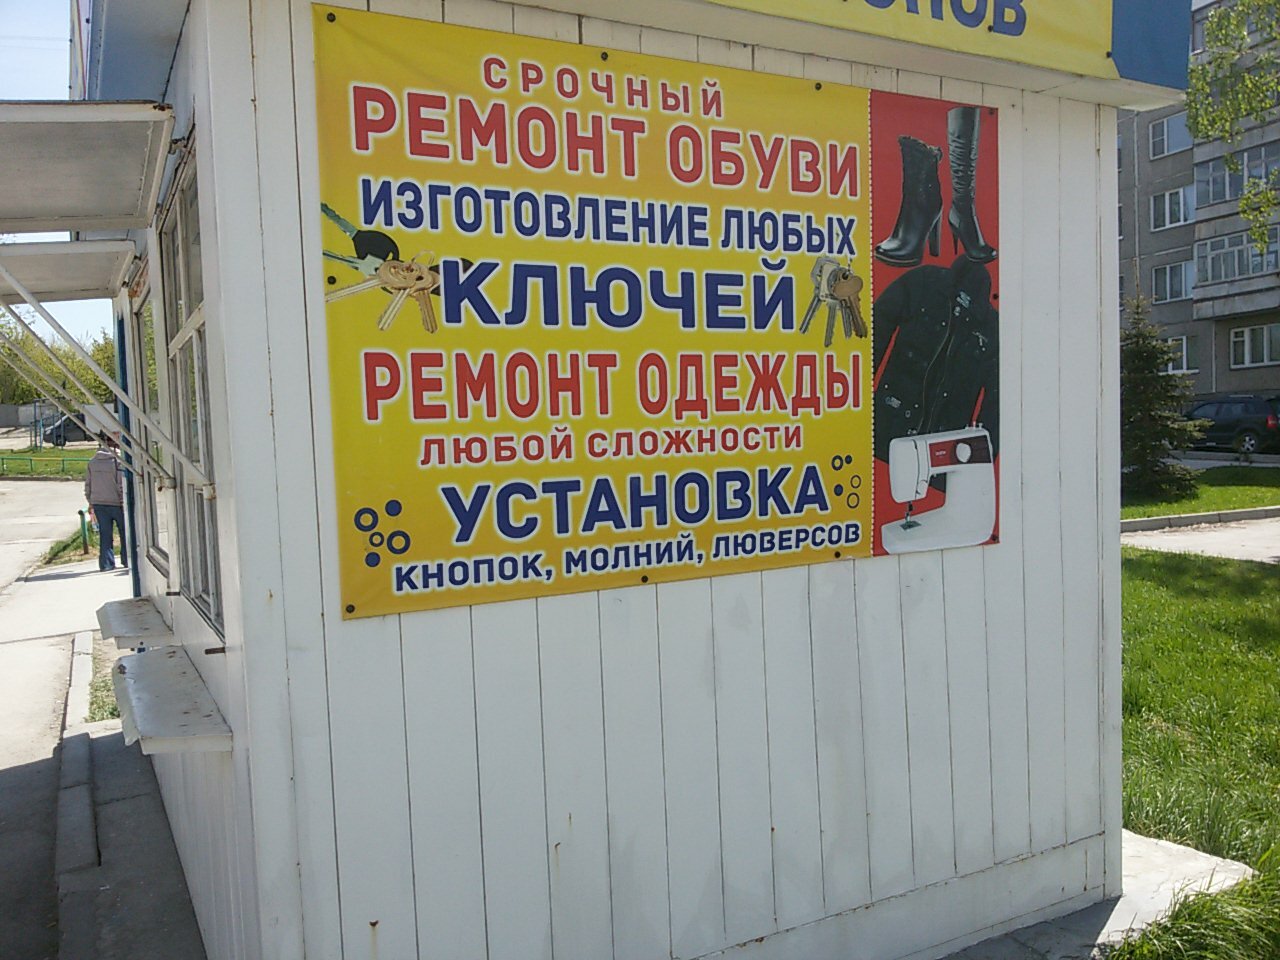 СРОЧНЫЙ
РЕМОНТ ОБУВИ
ИЗГОТОВЛЕНИЕ ЛЮБЫХ
КЛЮЧЕЙ
РЕМОНТ ОДЕЖДЫ
ЛЮБОЙ СЛОЖНОСТИ
УСТАНОВКА
КНОПОК, МОЛНИЙ, ЛЮВЕРСОВ